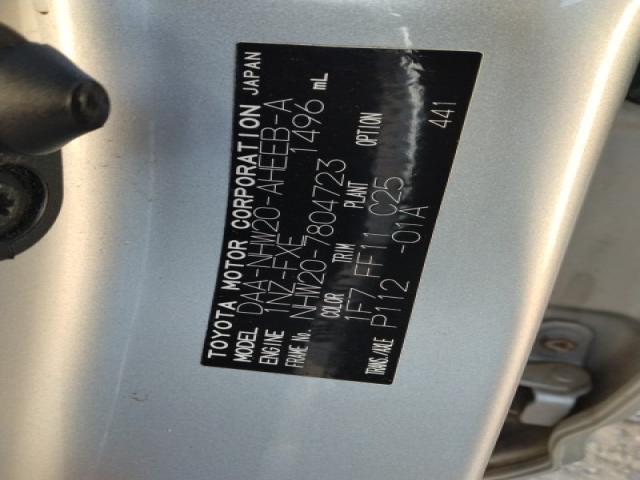 TOYOTA MOTOR CORPORATION JAPAN
MODEL DAA-NHW20-AHEEB-A
ENGINE 1NZ-FXE 1496 mL
FRAME No. NHW20-7804723
COLOR TRIM PLANT OPTION
1F7 FF11 C25 441
TRANS./AXLE P112 -01A